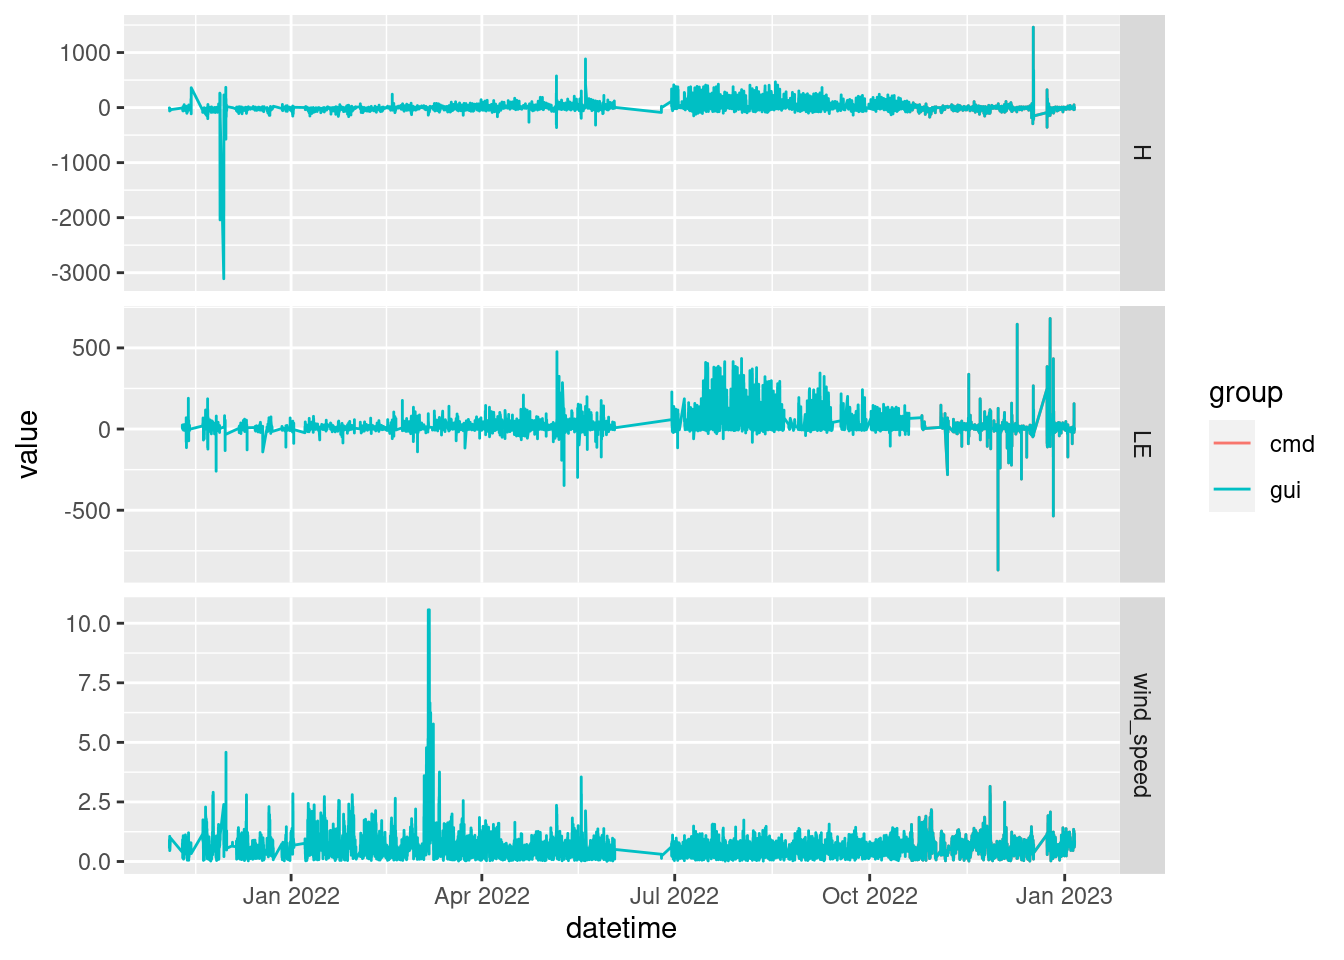 1000
0
-1000
-2000
-3000
H
500
0
-500
LE
10.0
7.5
5.0
2.5
0.0
wind_speed
value
Jan 2022 Apr 2022 Jul 2022 Oct 2022 Jan 2023
datetime
group
cmd
gui